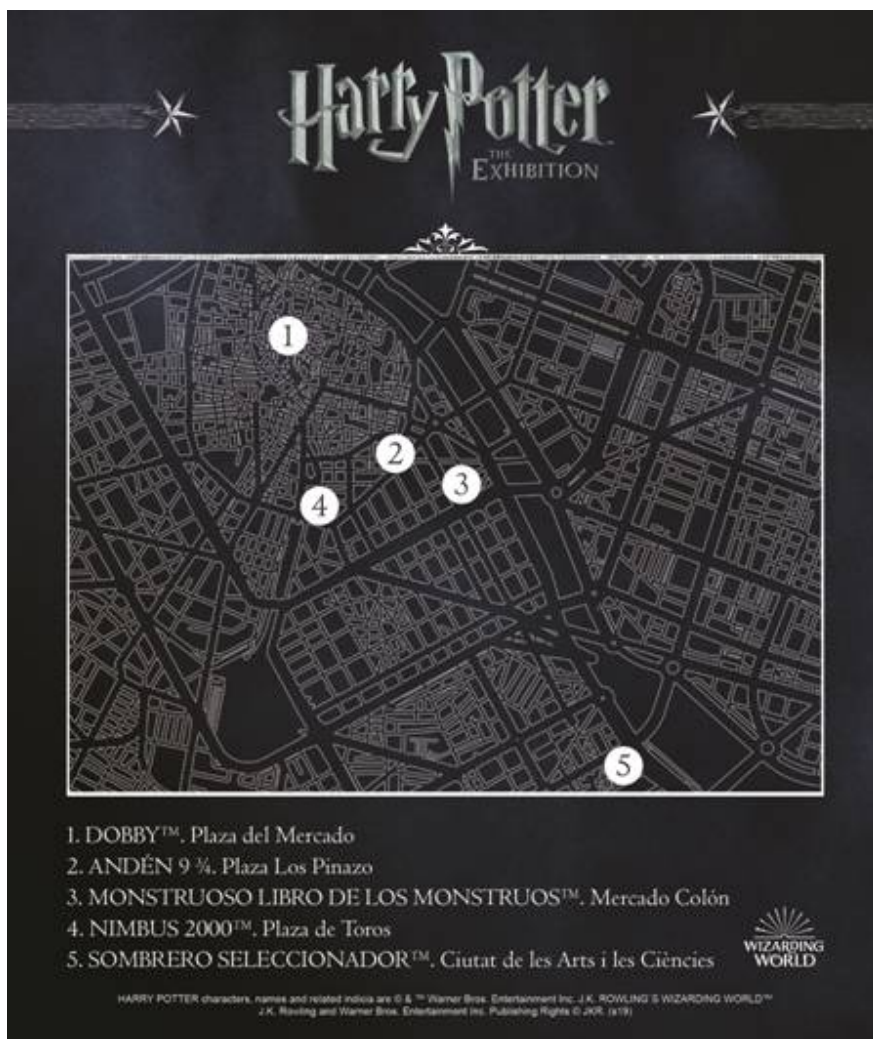 Harry Potter
THE
EXHIBITION
1
2
3
4
5
1. DOBBY™. Plaza del Mercado
2. ANDÉN 9 ¾. Plaza Los Pinazo
3. MONSTRUOSO LIBRO DE LOS MONSTRUOS™. Mercado Colón
4. NIMBUS 2000™. Plaza de Toros
5. SOMBRERO SELECCIONADOR™. Ciutat de les Arts i les Ciències
WIZARDING
WORLD
HARRY POTTER characters, names and related indicia are © & ™ Warner Bros. Entertainment Inc. J.K. ROWLING'S WIZARDING WORLD™
J.K. Rowling and Warner Bros. Entertainment Inc. Publishing Rights © JKR. (s19)